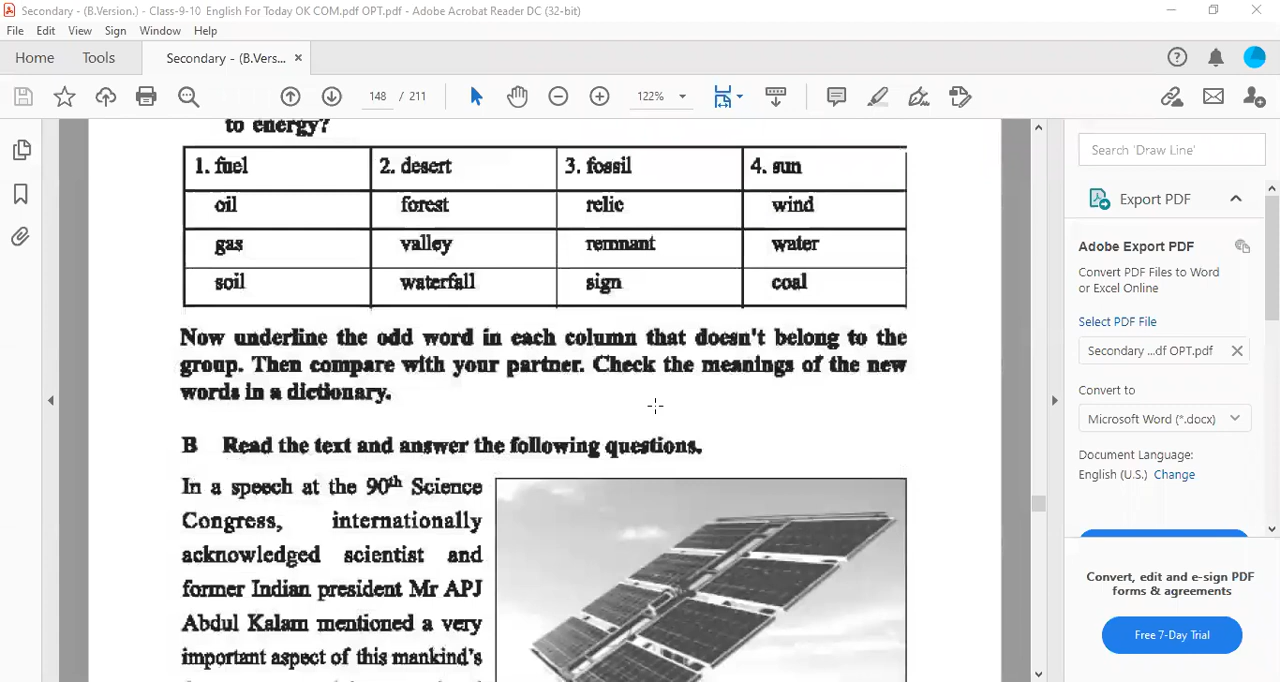 Secondary - (B.Version.) - Class-9-10 English For Today OK COM.pdf OPT.pdf - Adobe Acrobat Reader DC (32-bit)
File Edit View Sign Window Help
Home Tools Secondary - (B.Vers... ×
148 / 211 122%
to energy?
1. fuel 2. desert 3. fossil 4. sun
oil forest relic wind
gas valley remnant water
soil waterfall sign coal
Now underline the odd word in each column that doesn't belong to the
group. Then compare with your partner. Check the meanings of the new
words in a dictionary.
B Read the text and answer the following questions.
In a speech at the 90th Science
Congress, internationally
acknowledged scientist and
former Indian president Mr APJ
Abdul Kalam mentioned a very
important aspect of this mankind's
Search 'Draw Line'
Export PDF
Adobe Export PDF
Convert PDF Files to Word
or Excel Online
Select PDF File
Secondary ...df OPT.pdf
Convert to
Microsoft Word (*.docx)
Document Language:
English (U.S.) Change
Convert, edit and e-sign PDF
forms & agreements
Free 7-Day Trial